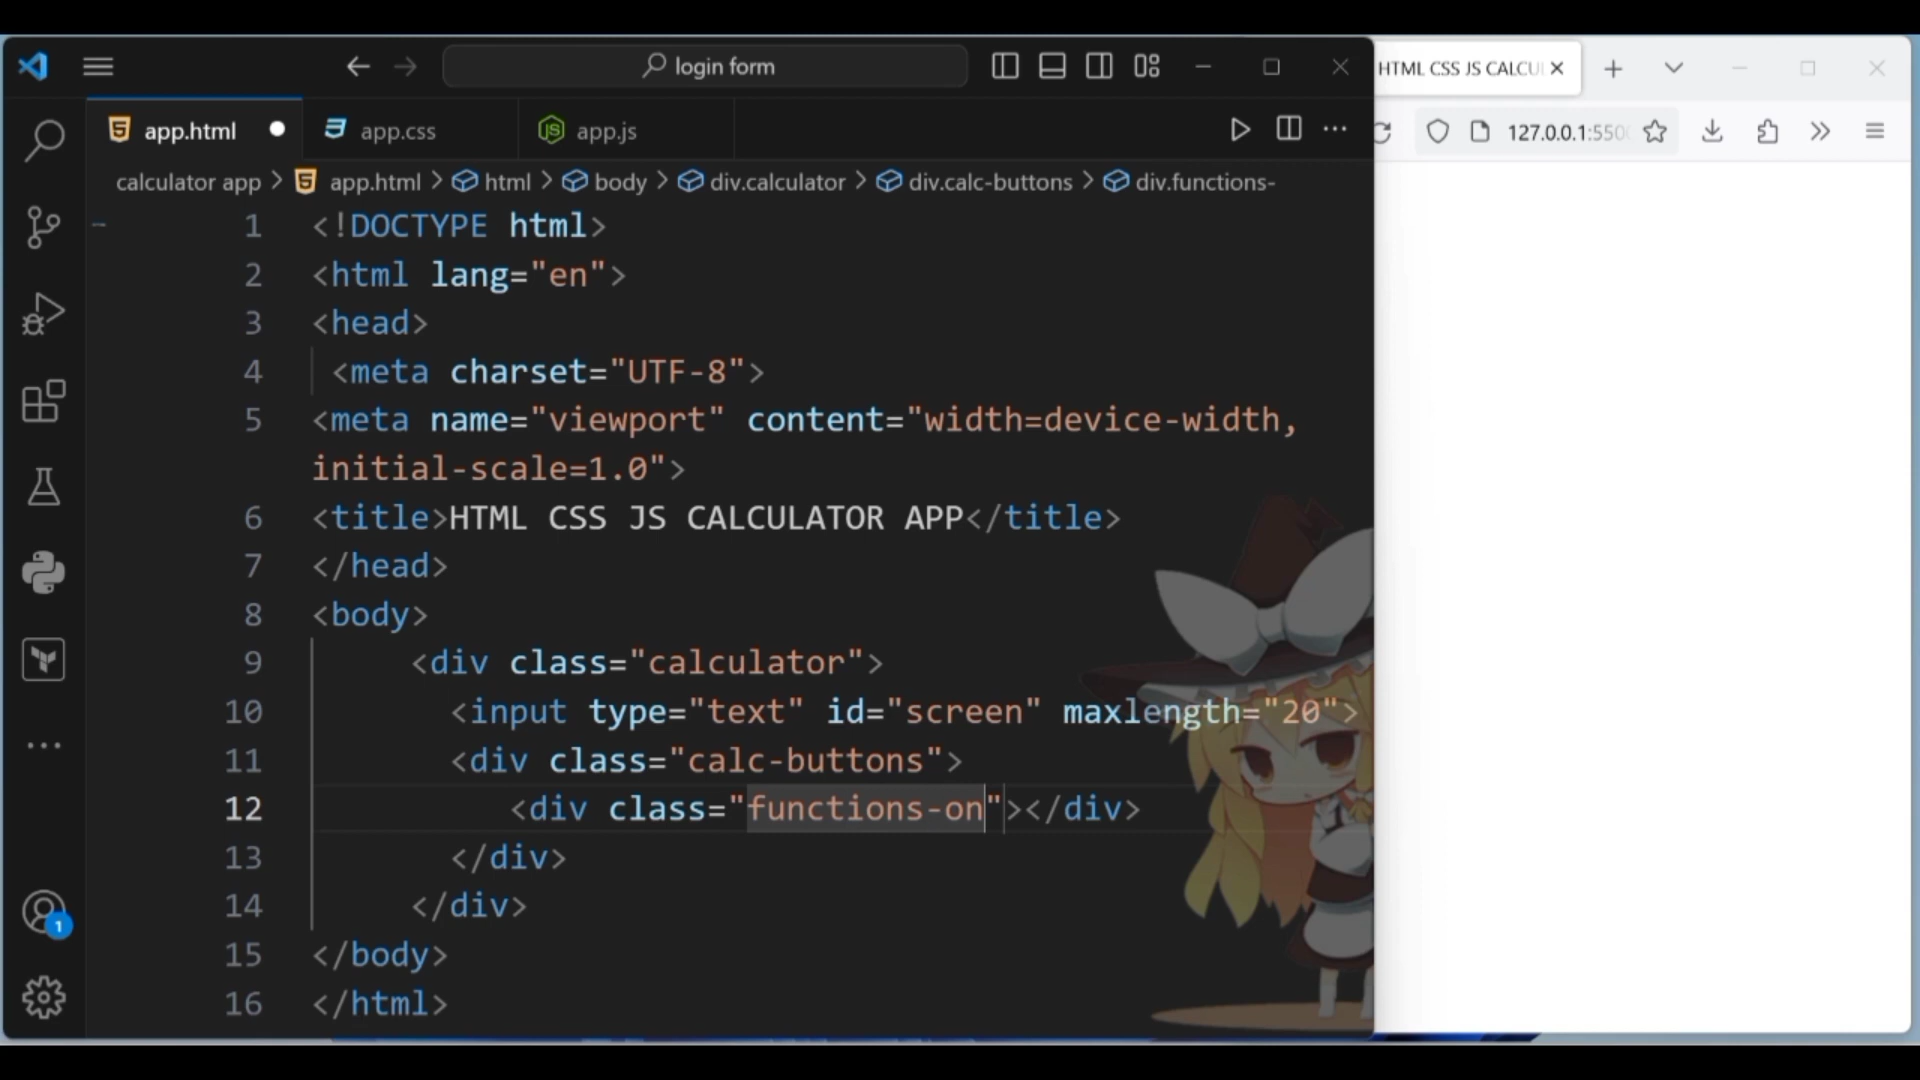 login form
HTML CSS JS CALCU
app.html
app.css
JS app.js
127.0.0.1:550
calculator app > 5 app.html > html > body > div.calculator > div.calc-buttons > div.functions-
1 <!DOCTYPE html>
2 <html lang="en">
3 <head>
4 <meta charset="UTF-8">
5 <meta name="viewport" content="width=device-width,
initial-scale=1.0">
6 <title>HTML CSS JS CALCULATOR APP</title>
7 </head>
8 <body>
9 <div class="calculator">
10 <input type="text" id="screen" maxlength="20">
11 <div class="calc-buttons">
12 <div class="functions-on"></div>
13 </div>
14 </div>
15 </body>
16 </html>
1